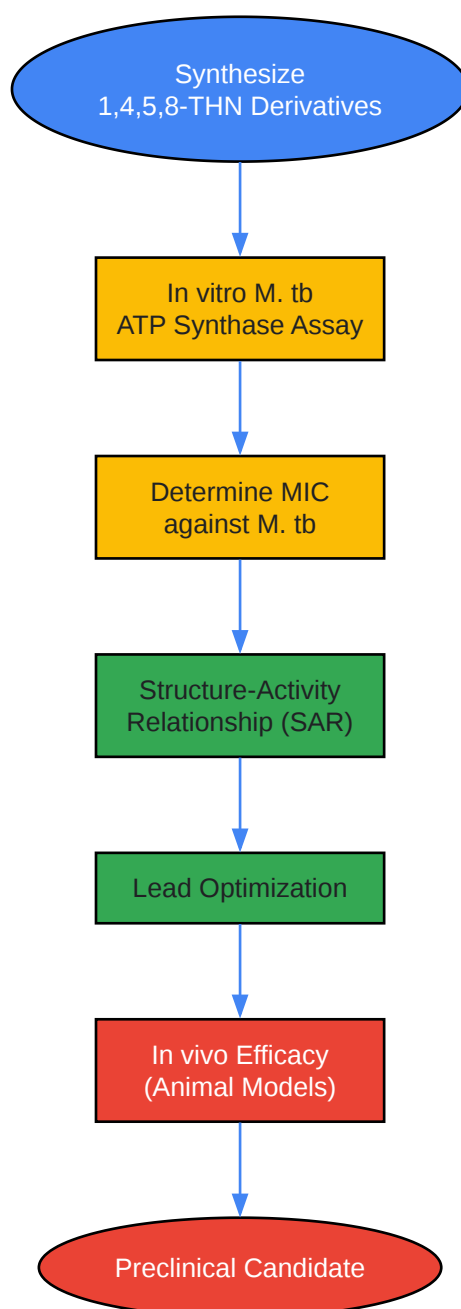 Synthesize
1,4,5,8-THN Derivatives
In vitro M. tb
ATP Synthase Assay
Determine MIC
against M. tb
Structure-Activity
Relationship (SAR)
Lead Optimization
In vivo Efficacy
(Animal Models)
Preclinical Candidate